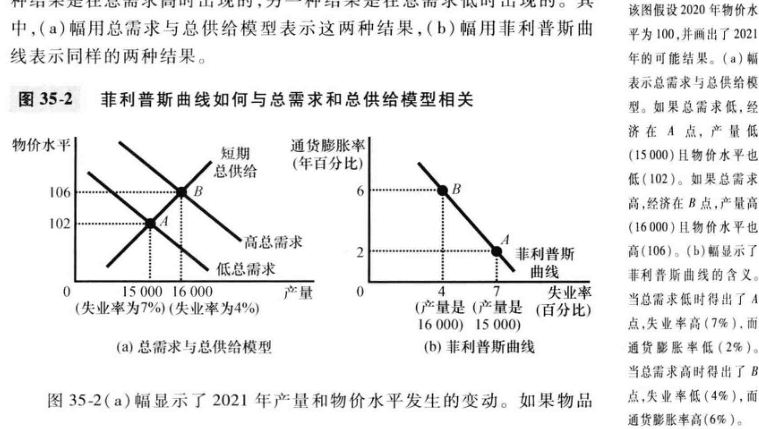 种结果是在总需求高时出现的,另一种结果是在总需求低时出现的。其
中,(a)幅用总需求与总供给模型表示这两种结果,(b)幅用菲利普斯曲
线表示同样的两种结果。
图 35-2 菲利普斯曲线如何与总需求和总供给模型相关
物价水平
短期
总供给
106
B
102
A
高总需求
低总需求
0
15 000
16 000
产量
(失业率为7%)
(失业率为4%)
(a) 总需求与总供给模型
通货膨胀率
(年百分比)
6
B
A
2
菲利普斯
曲线
0
4
7
失业率
(百分比)
(产量是
16 000)
(产量是
15 000)
(b) 菲利普斯曲线
图 35-2(a)幅显示了 2021 年产量和物价水平发生的变动。如果物品
该图假设 2020 年物价水
平为 100,并画出了 2021
年的可能结果。(a)幅
表示总需求与总供给模
型。如果总需求低,经
济在 A 点,产量低
(15 000)且物价水平也
低(102)。如果总需求
高,经济在 B 点,产量高
(16 000)且物价水平也
高(106)。(b)幅显示了
菲利普斯曲线的含义。
当总需求低时得出了 A
点,失业率高(7%),而
通货膨胀率低(2%)。
当总需求高时得出了 B
点,失业率低(4%),而
通货膨胀率高(6%)。